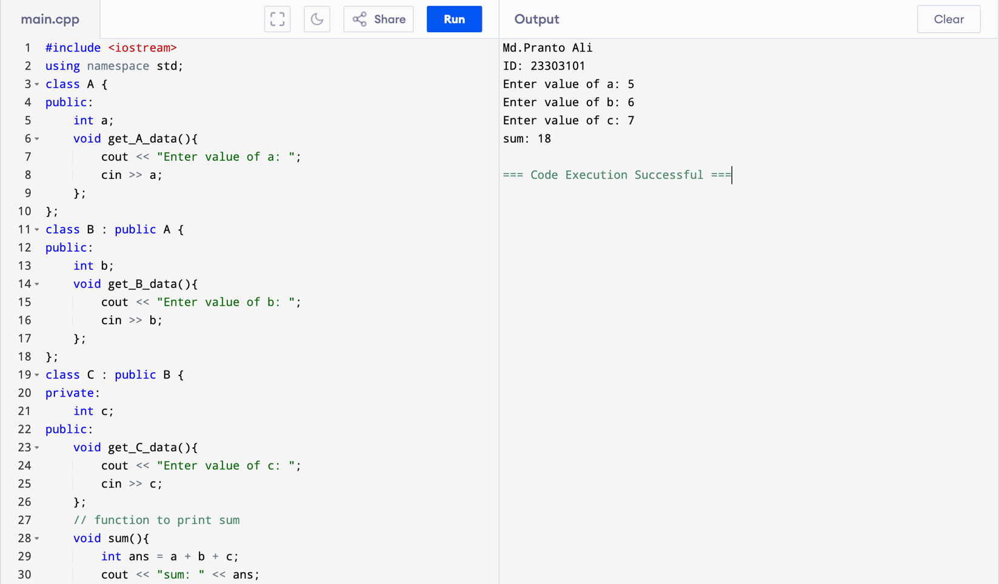 main.cpp
Share
Run
Output
Clear
1 #include <iostream>
2 using namespace std;
3 class A {
4 public:
5     int a;
6     void get_A_data(){
7         cout << "Enter value of a: ";
8         cin >> a;
9     };
10 };
11 class B : public A {
12 public:
13     int b;
14     void get_B_data(){
15         cout << "Enter value of b: ";
16         cin >> b;
17     };
18 };
19 class C : public B {
20 private:
21     int c;
22 public:
23     void get_C_data(){
24         cout << "Enter value of c: ";
25         cin >> c;
26     };
27     // function to print sum
28     void sum(){
29         int ans = a + b + c;
30         cout << "sum: " << ans;
Md.Pranto Ali
ID: 23303101
Enter value of a: 5
Enter value of b: 6
Enter value of c: 7
sum: 18
=== Code Execution Successful ===